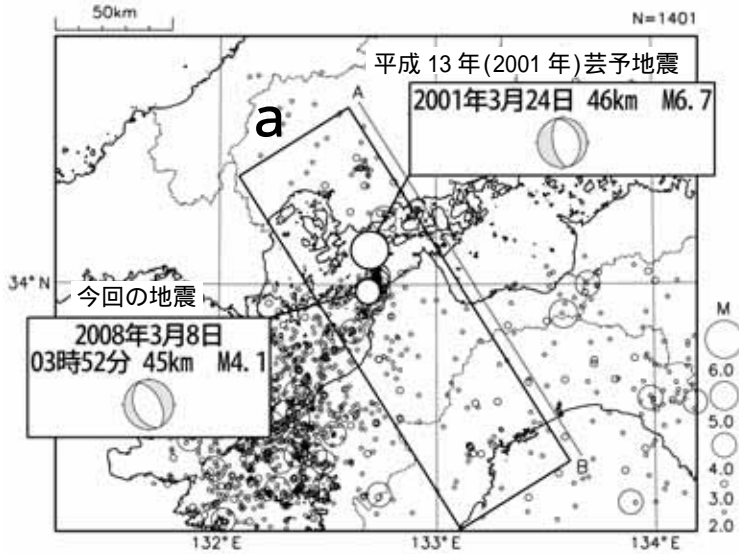 50km
N=1401
平成 13 年(2001 年)芸予地震
A
2001年3月24日 46km M6.7
a
34°N
今回の地震
2008年3月8日
03時52分 45km M4.1
M
6.0
5.0
4.0
3.0
2.0
B
132°E
133°E
134°E